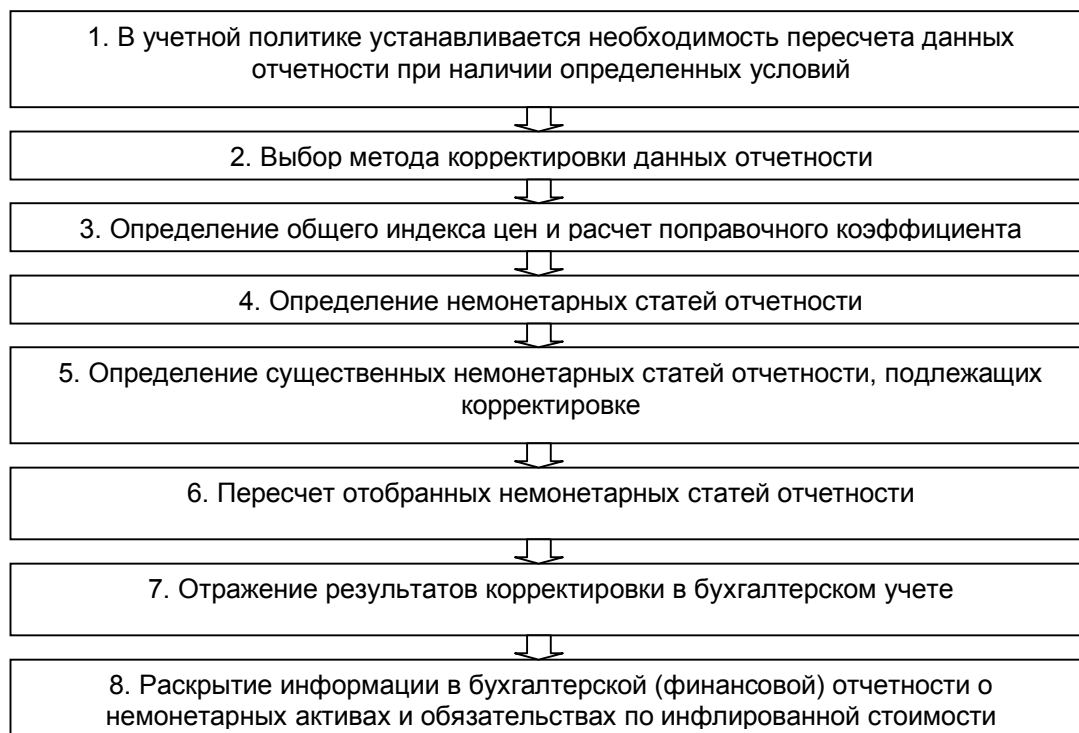 1. В учетной политике устанавливается необходимость пересчета данных
отчетности при наличии определенных условий
2. Выбор метода корректировки данных отчетности
3. Определение общего индекса цен и расчет поправочного коэффициента
4. Определение немонетарных статей отчетности
5. Определение существенных немонетарных статей отчетности, подлежащих
корректировке
6. Пересчет отобранных немонетарных статей отчетности
7. Отражение результатов корректировки в бухгалтерском учете
8. Раскрытие информации в бухгалтерской (финансовой) отчетности о
немонетарных активах и обязательствах по инфлированной стоимости